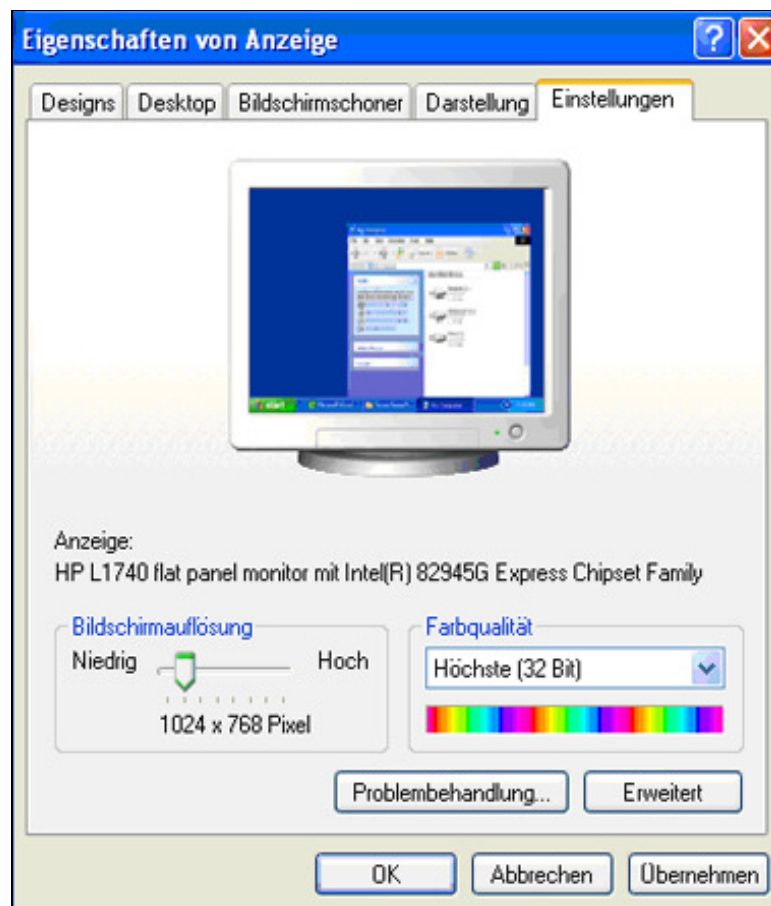 Eigenschaften von Anzeige
Designs Desktop Bildschirmschoner Darstellung Einstellungen
start
Anzeige:
HP L1740 flat panel monitor mit Intel(R) 82945G Express Chipset Family
Bildschirmauflösung
Niedrig Hoch
1024 x 768 Pixel
Farbqualität
Höchste (32 Bit)
Problembehandlung... Erweitert
OK Abbrechen Übernehmen